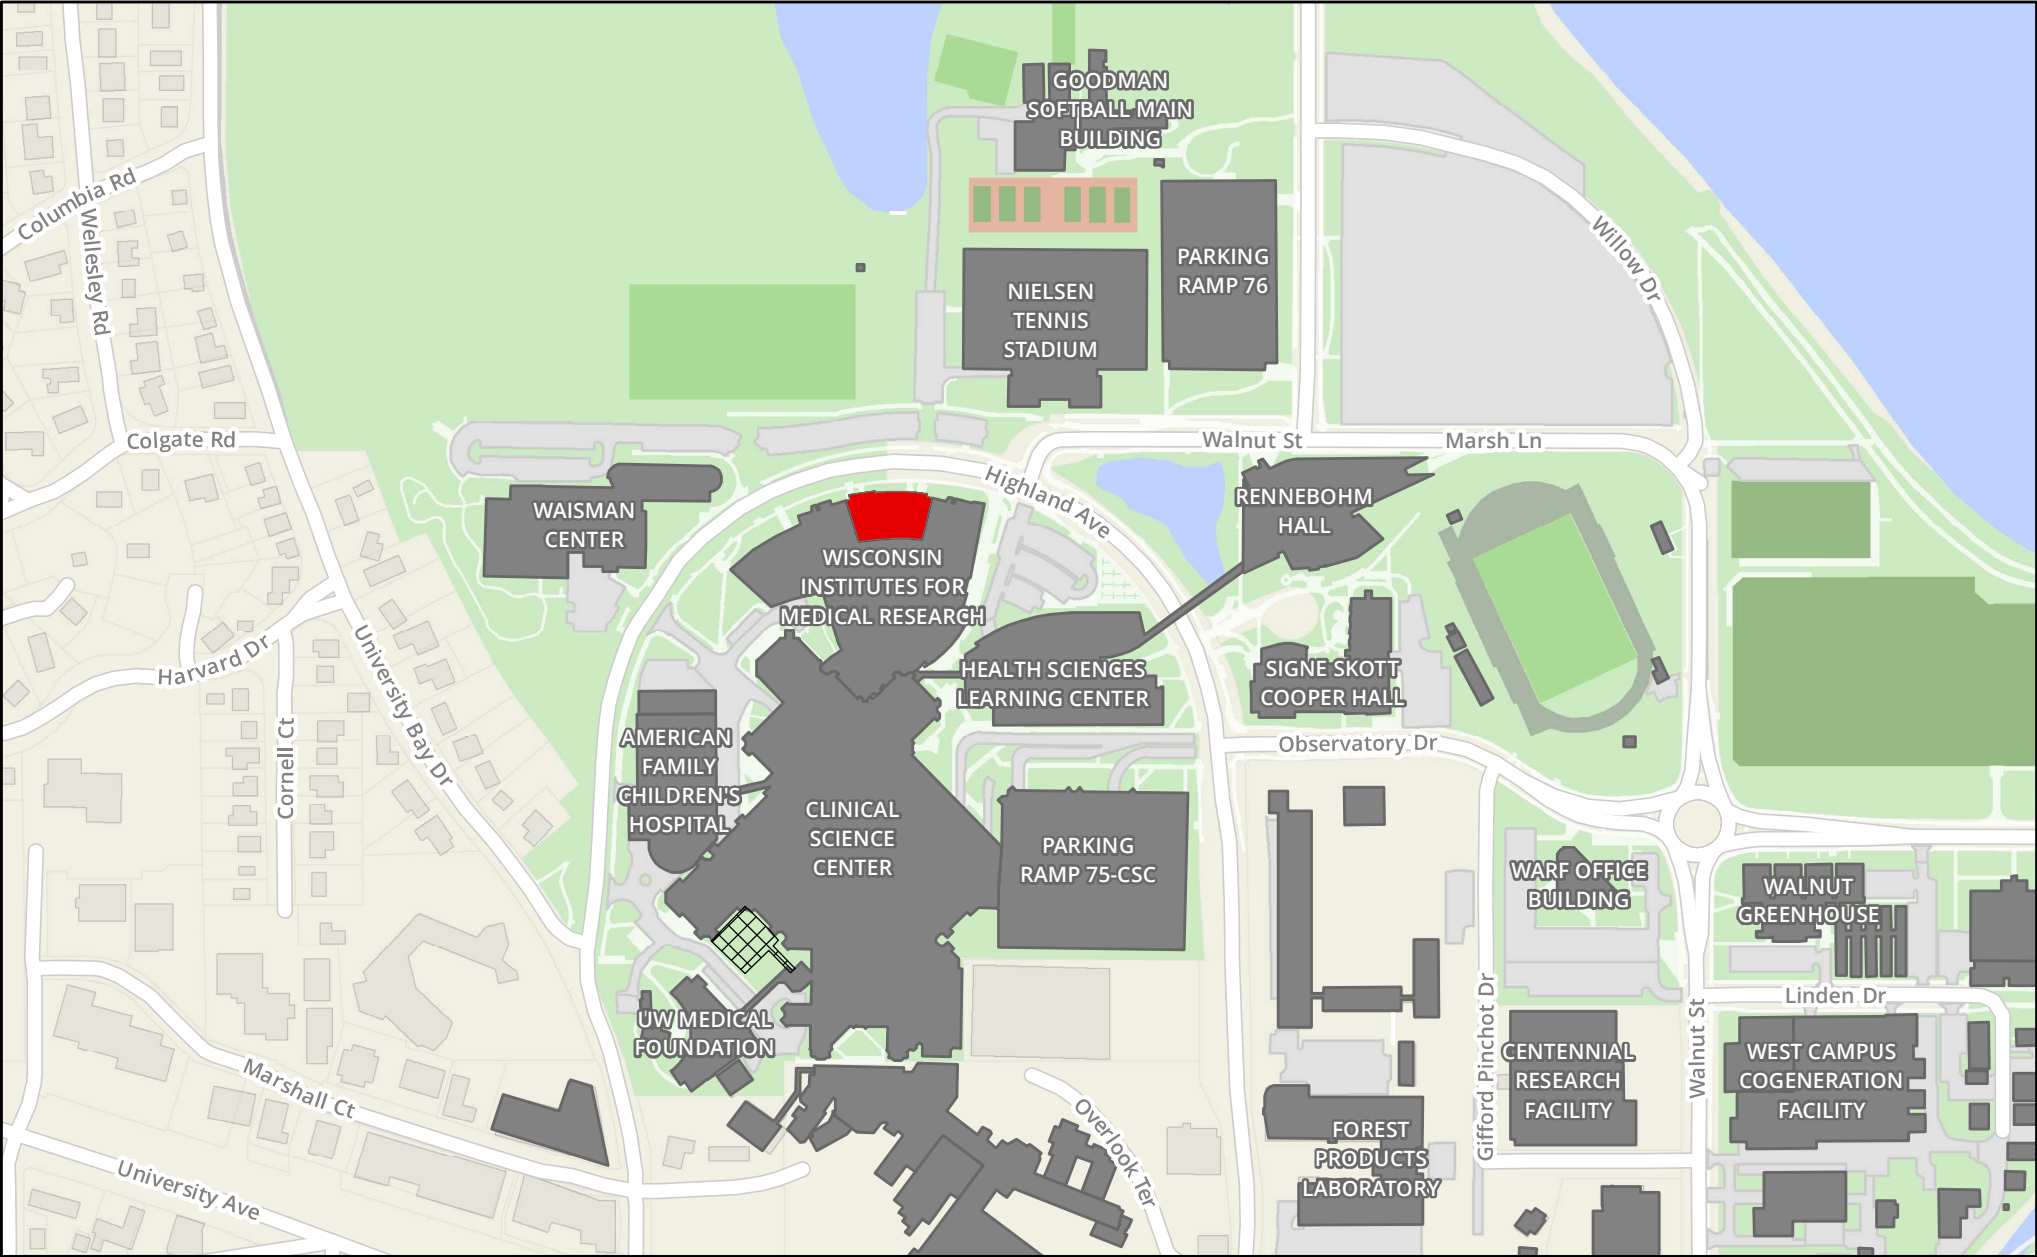 GOODMAN
SOFTBALL MAIN
BUILDING
Columbia Rd
Wellesley Rd
Willow Dr
PARKING
RAMP 76
NIELSEN
TENNIS
STADIUM
Colgate Rd
Walnut St
Marsh Ln
Highland Ave
RENNEBOHM
HALL
WAISMAN
CENTER
WISCONSIN
INSTITUTES FOR
MEDICAL RESEARCH
Harvard Dr
University Bay Dr
HEALTH SCIENCES
LEARNING CENTER
SIGNE SKOTT
COOPER HALL
Cornell Ct
AMERICAN
FAMILY
CHILDREN'S
HOSPITAL
Observatory Dr
CLINICAL
SCIENCE
CENTER
PARKING
RAMP 75-CSC
WARF OFFICE
BUILDING
WALNUT
GREENHOUSE
Gifford Pinchot Dr
Linden Dr
Walnut St
UW MEDICAL
FOUNDATION
CENTENNIAL
RESEARCH
FACILITY
WEST CAMPUS
COGENERATION
FACILITY
Marshall Ct
Overlook Ter
FOREST
PRODUCTS
LABORATORY
University Ave